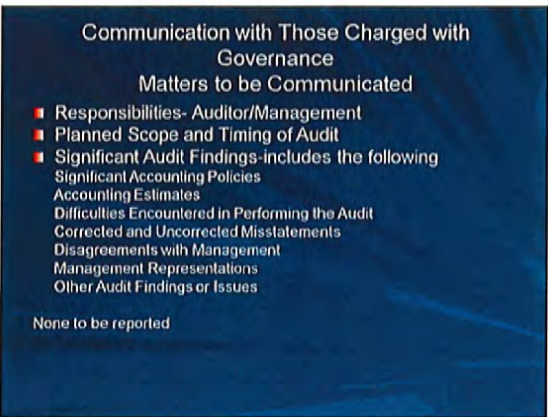 Communication with Those Charged with
Governance
Matters to be Communicated
Responsibilities- Auditor/Management
Planned Scope and Timing of Audit
Significant Audit Findings-includes the following
Significant Accounting Policies
Accounting Estimates
Difficulties Encountered in Performing the Audit
Corrected and Uncorrected Misstatements
Disagreements with Management
Management Representations
Other Audit Findings or Issues
None to be reported